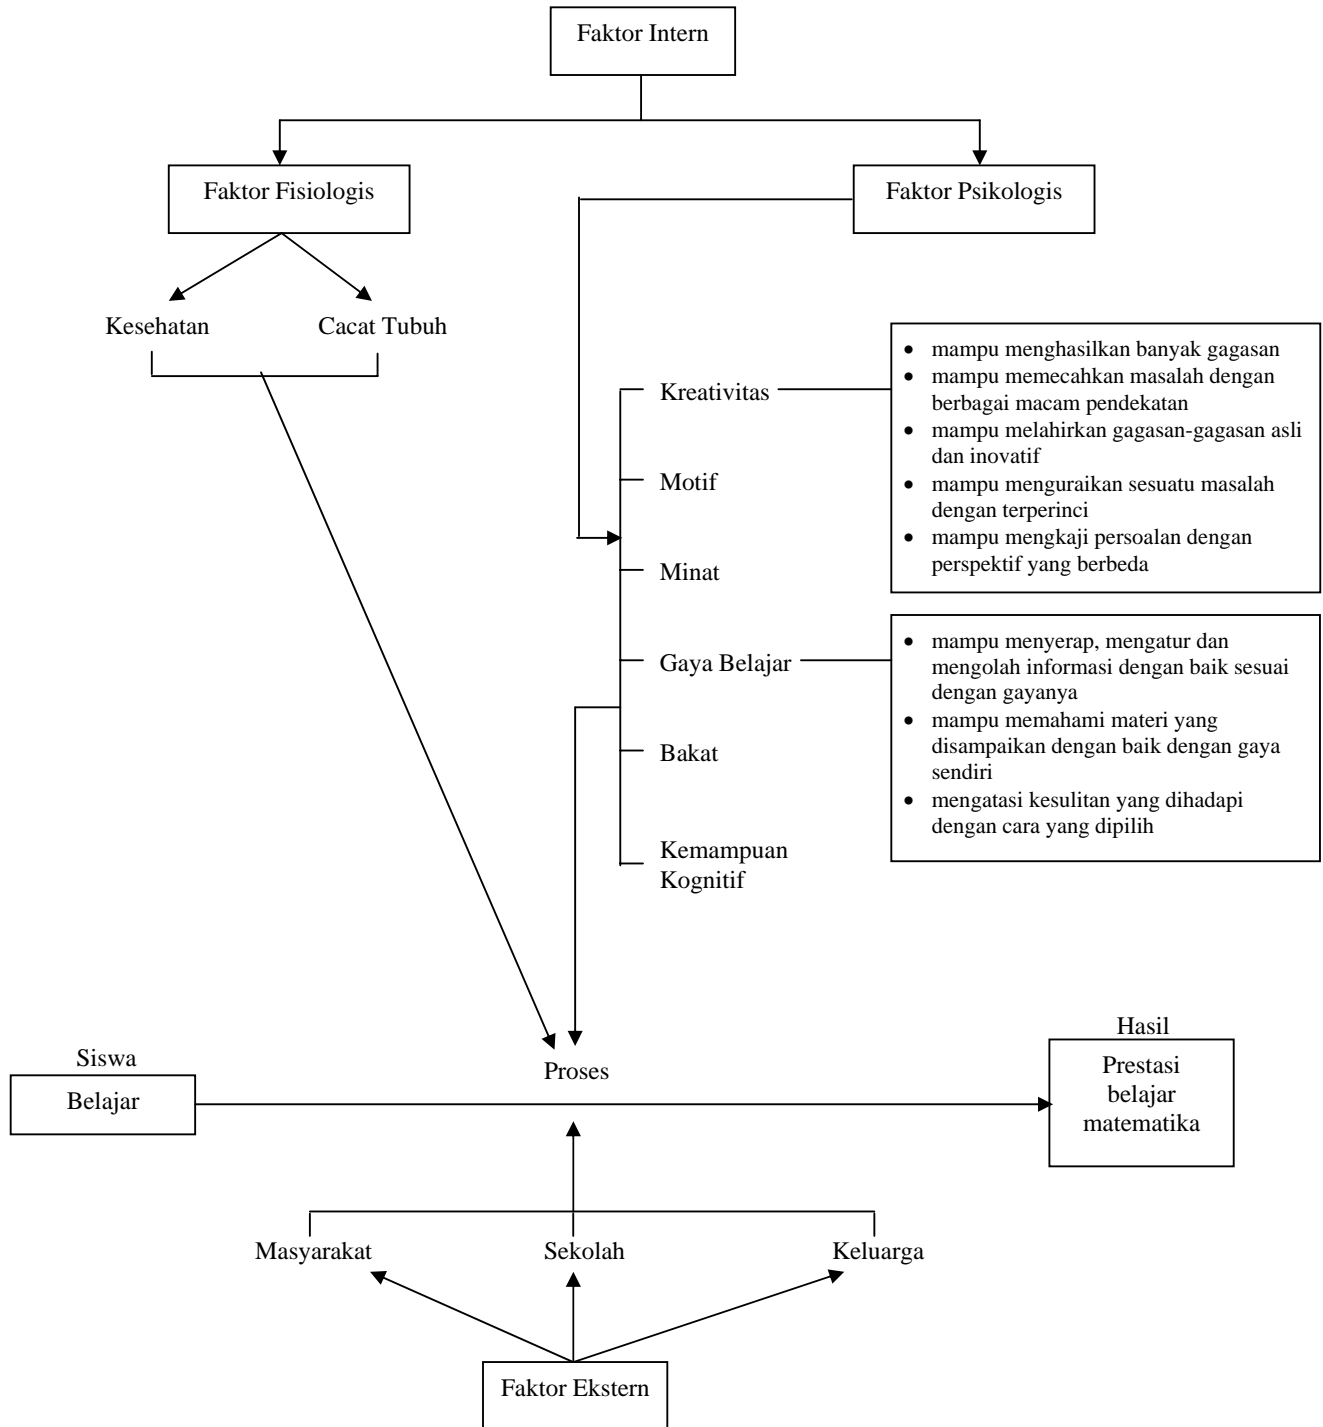 Faktor Intern
Faktor Fisiologis
Faktor Psikologis
Kesehatan
Cacat Tubuh
Kreativitas
• mampu menghasilkan banyak gagasan
• mampu memecahkan masalah dengan
berbagai macam pendekatan
• mampu melahirkan gagasan-gagasan asli
dan inovatif
• mampu menguraikan sesuatu masalah
dengan terperinci
• mampu mengkaji persoalan dengan
perspektif yang berbeda
Motif
Minat
Gaya Belajar
• mampu menyerap, mengatur dan
mengolah informasi dengan baik sesuai
dengan gayanya
• mampu memahami materi yang
disampaikan dengan baik dengan gaya
sendiri
• mengatasi kesulitan yang dihadapi
dengan cara yang dipilih
Bakat
Kemampuan
Kognitif
Siswa
Belajar
Proses
Hasil
Prestasi
belajar
matematika
Masyarakat
Sekolah
Keluarga
Faktor Ekstern